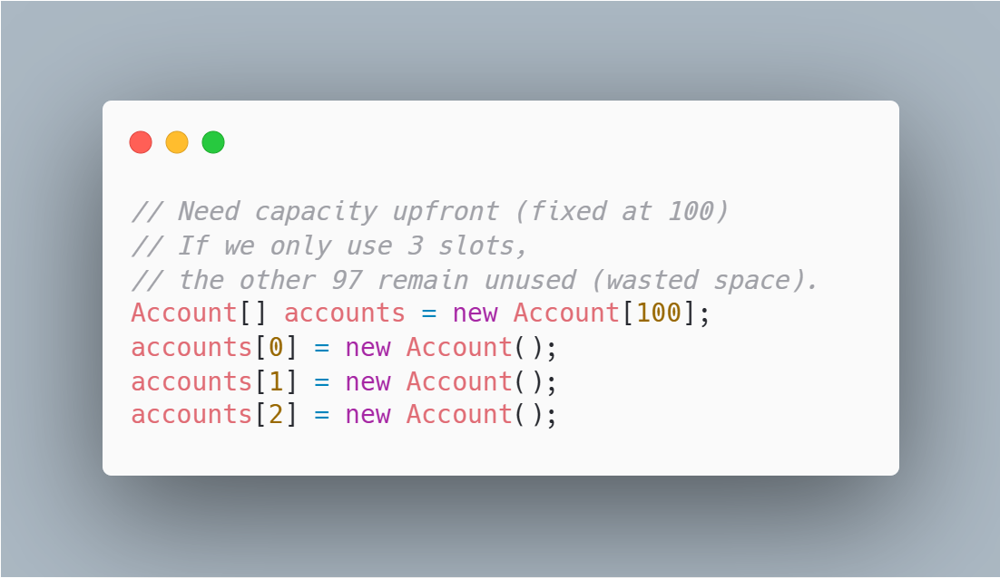 // Need capacity upfront (fixed at 100)
// If we only use 3 slots,
// the other 97 remain unused (wasted space).
Account[] accounts = new Account[100];
accounts[0] = new Account();
accounts[1] = new Account();
accounts[2] = new Account();